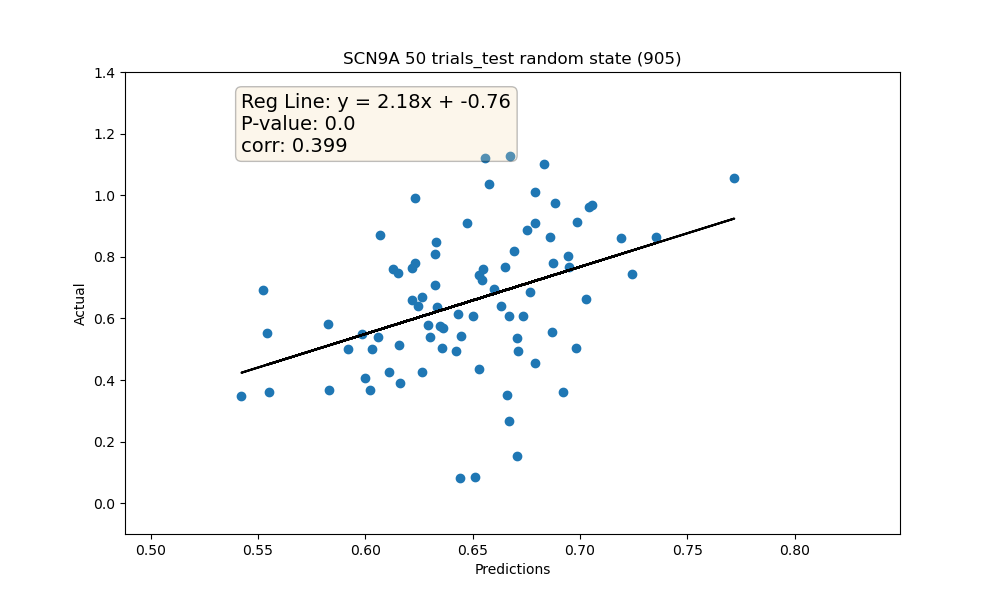 SCN9A 50 trials_test random state (905)
Reg Line: y = 2.18x + -0.76
P-value: 0.0
corr: 0.399
Actual
1.4
1.2
1.0
0.8
0.6
0.4
0.2
0.0
0.50 0.55 0.60 0.65 0.70 0.75 0.80
Predictions